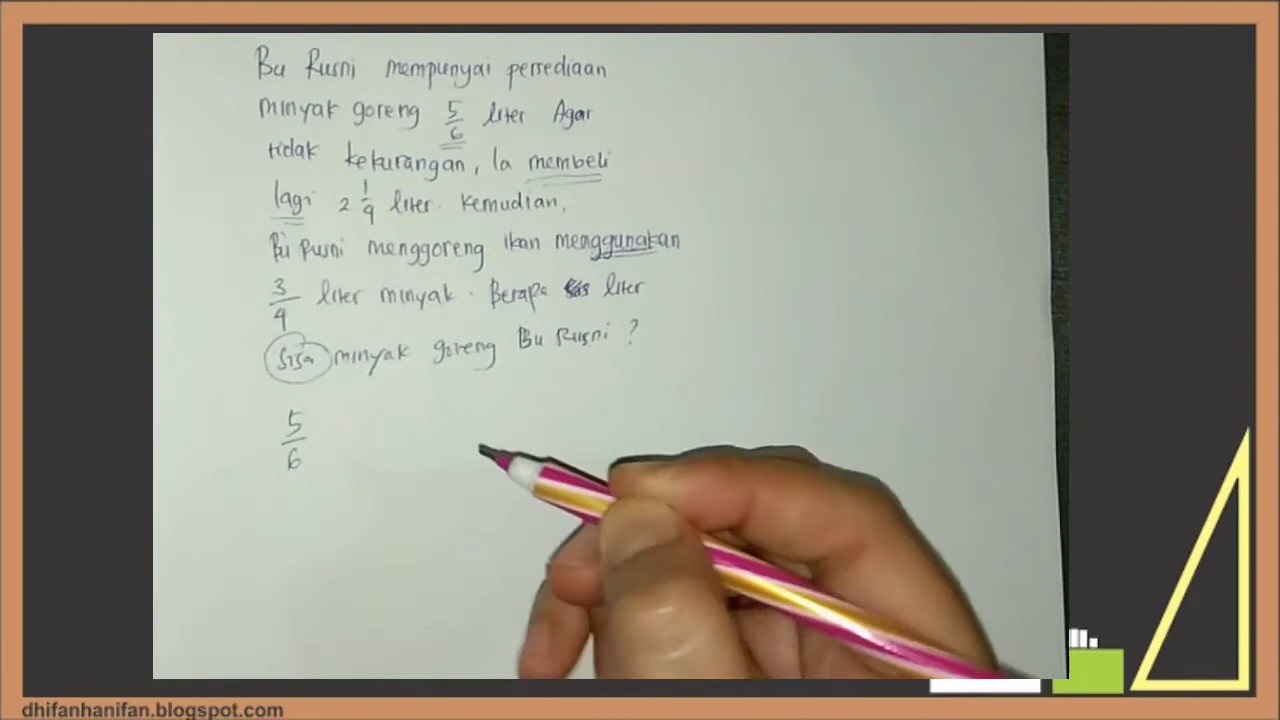 Bu Rusni mempunyai persediaan
minyak goreng 5/6 liter Agar
tidak kekurangan, Ia membeli
lagi 2 1/4 liter. Kemudian,
Bu Rusni menggoreng ikan menggunakan
3/4 liter minyak. Berapa liter
sisa minyak goreng Bu Rusni ?
5/6
dhifanhanifan.blogspot.com